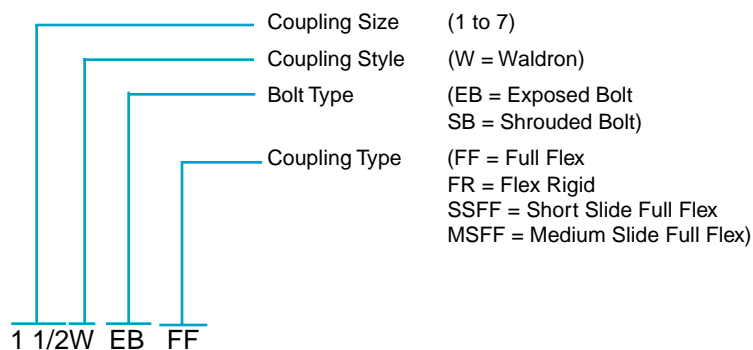 Coupling Size (1 to 7)
Coupling Style (W = Waldron)
Bolt Type (EB = Exposed Bolt
SB = Shrouded Bolt)
Coupling Type (FF = Full Flex
FR = Flex Rigid
SSFF = Short Slide Full Flex
MSFF = Medium Slide Full Flex)
1 1/2W EB FF